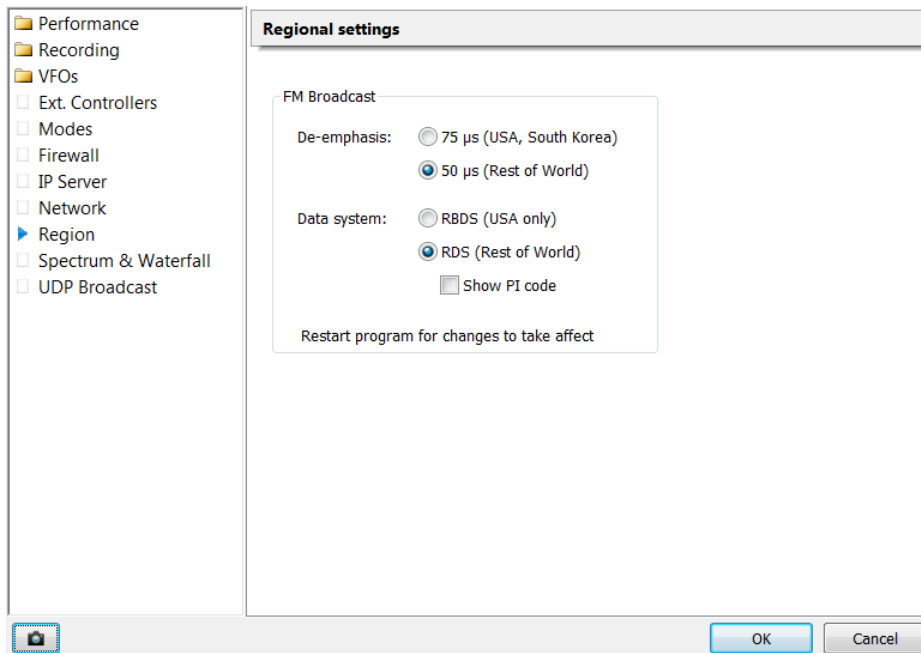 Performance
Recording
VFOs
Ext. Controllers
Modes
Firewall
IP Server
Network
Region
Spectrum & Waterfall
UDP Broadcast
Regional settings
FM Broadcast
De-emphasis: 75 µs (USA, South Korea)
50 µs (Rest of World)
Data system: RBDS (USA only)
RDS (Rest of World)
Show PI code
Restart program for changes to take affect
OK Cancel